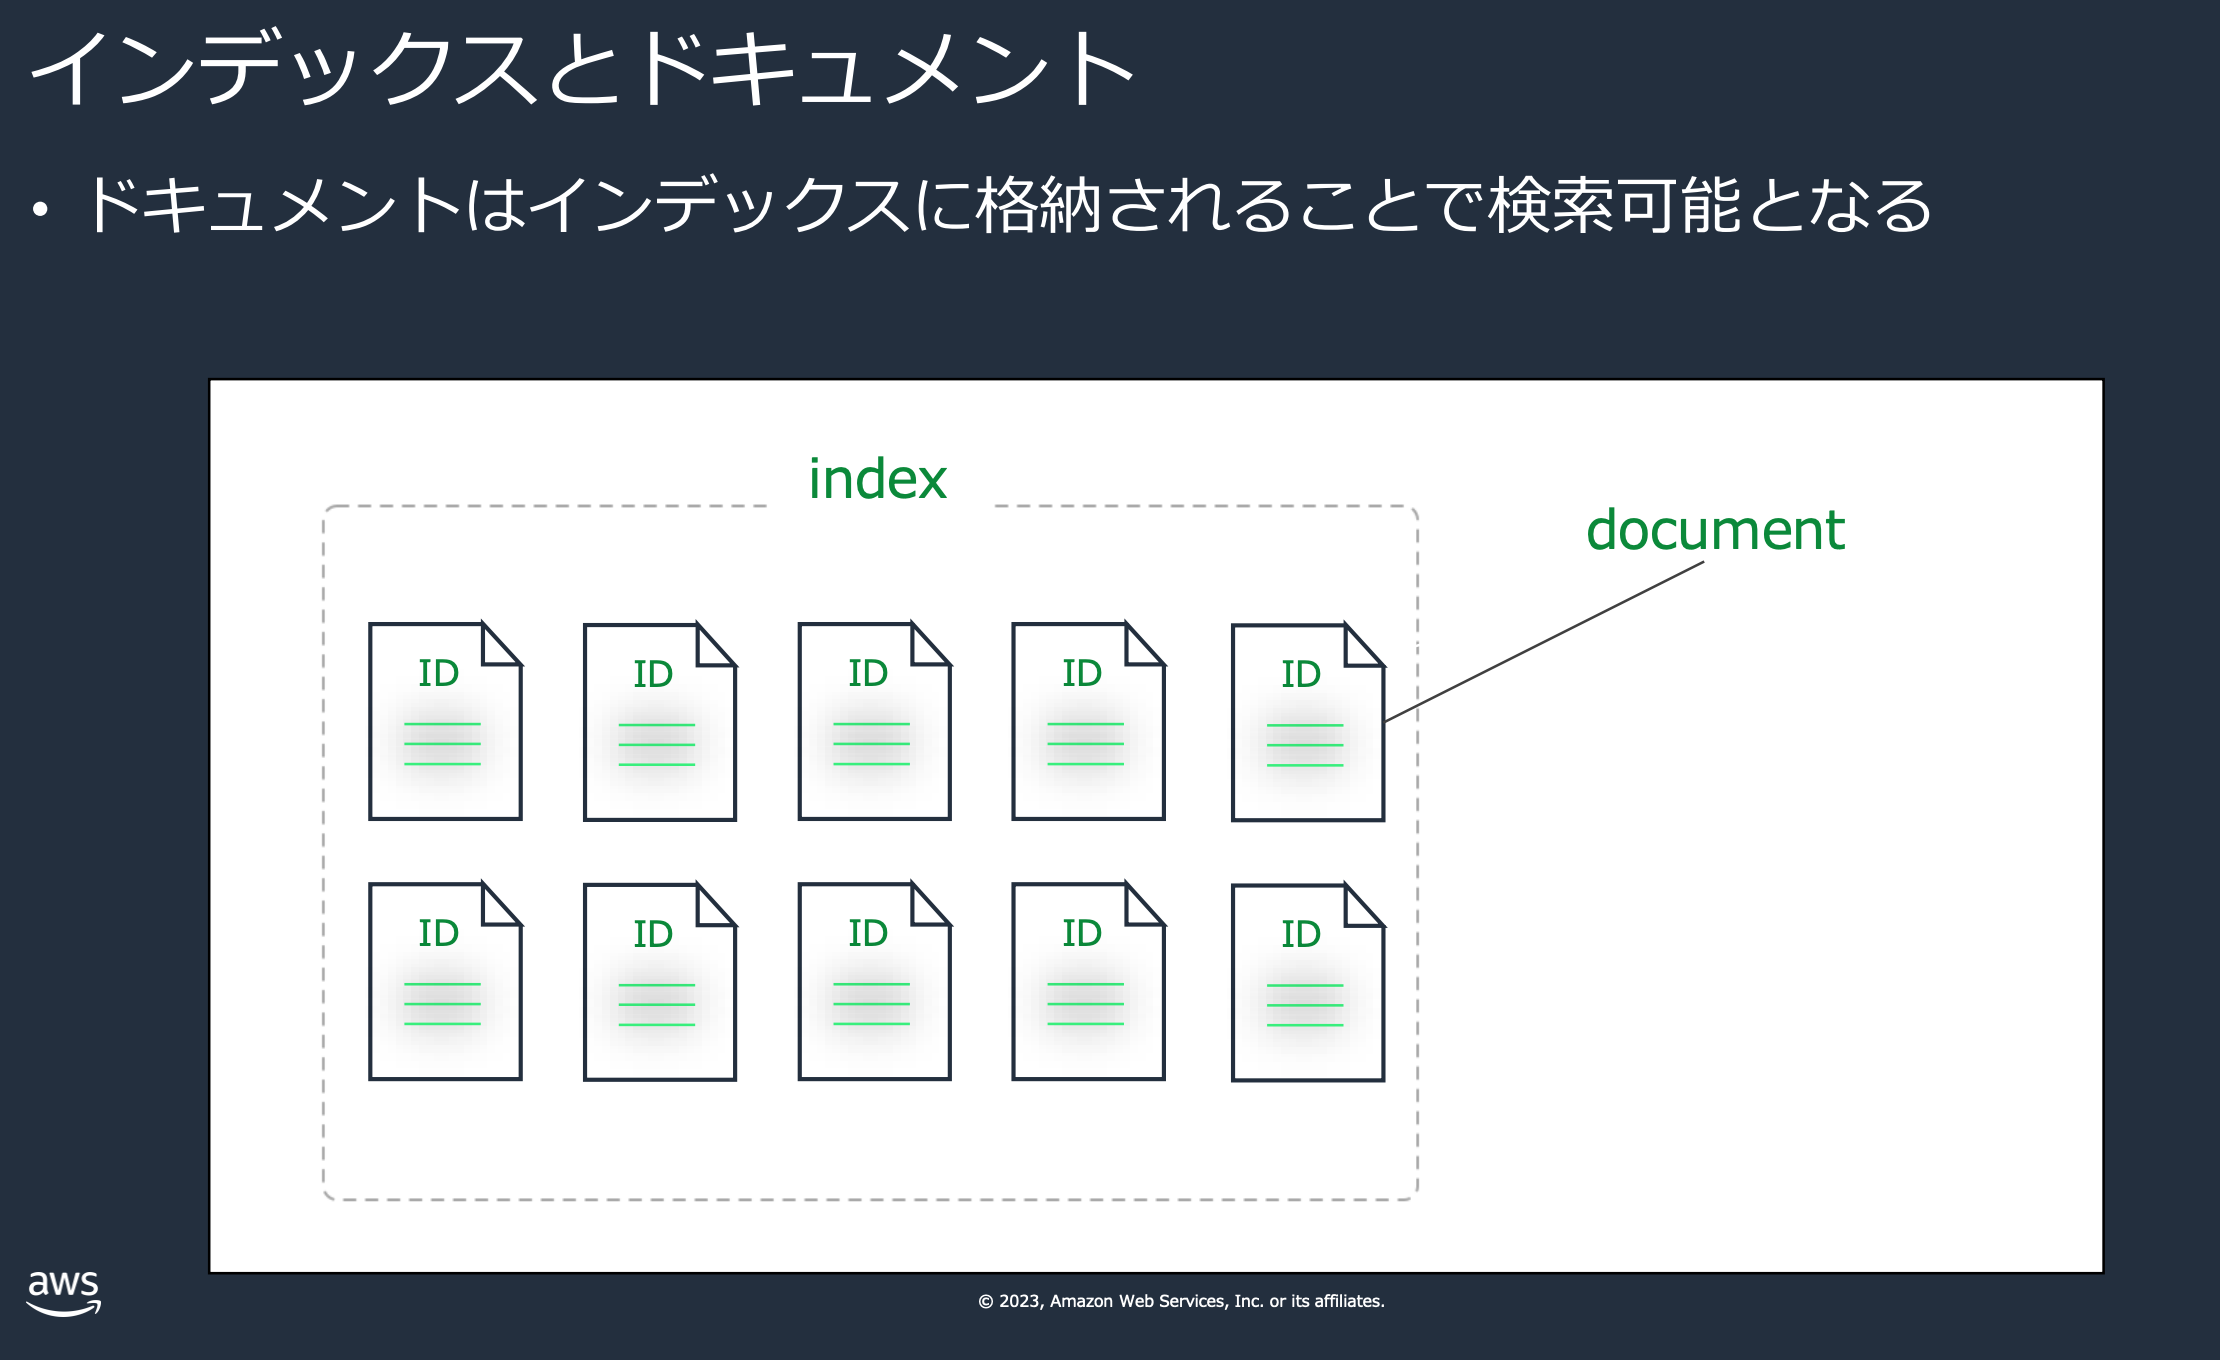 インデックスとドキュメント
• ドキュメントはインデックスに格納されることで検索可能となる
index
document
ID ID ID ID ID
ID ID ID ID ID
aws
© 2023, Amazon Web Services, Inc. or its affiliates.